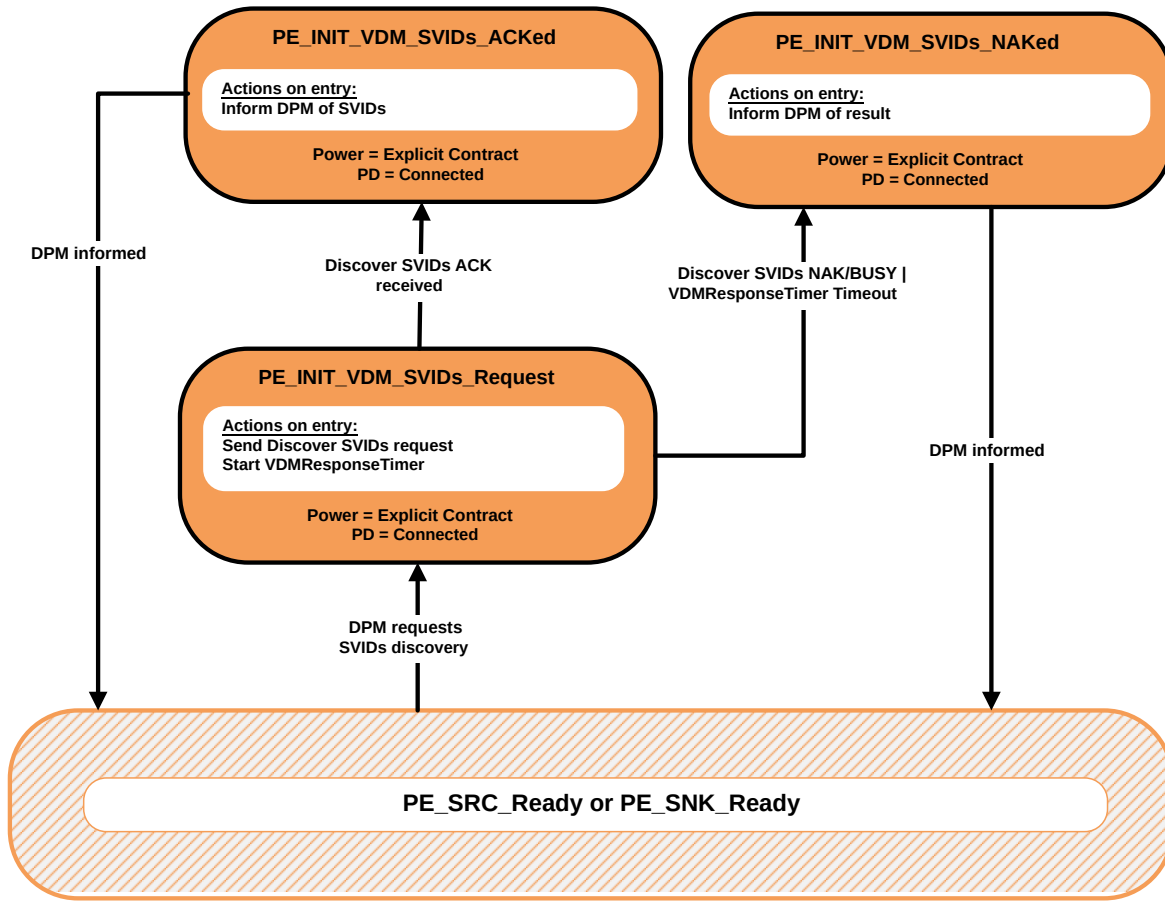 PE_INIT_VDM_SVIDs_ACKed
Actions on entry:
Inform DPM of SVIDs
Power = Explicit Contract
PD = Connected
PE_INIT_VDM_SVIDs_NAKed
Actions on entry:
Inform DPM of result
Power = Explicit Contract
PD = Connected
DPM informed
Discover SVIDs ACK
received
Discover SVIDs NAK/BUSY |
VDMResponseTimer Timeout
PE_INIT_VDM_SVIDs_Request
Actions on entry:
Send Discover SVIDs request
Start VDMResponseTimer
Power = Explicit Contract
PD = Connected
DPM informed
DPM requests
SVIDs discovery
PE_SRC_Ready or PE_SNK_Ready